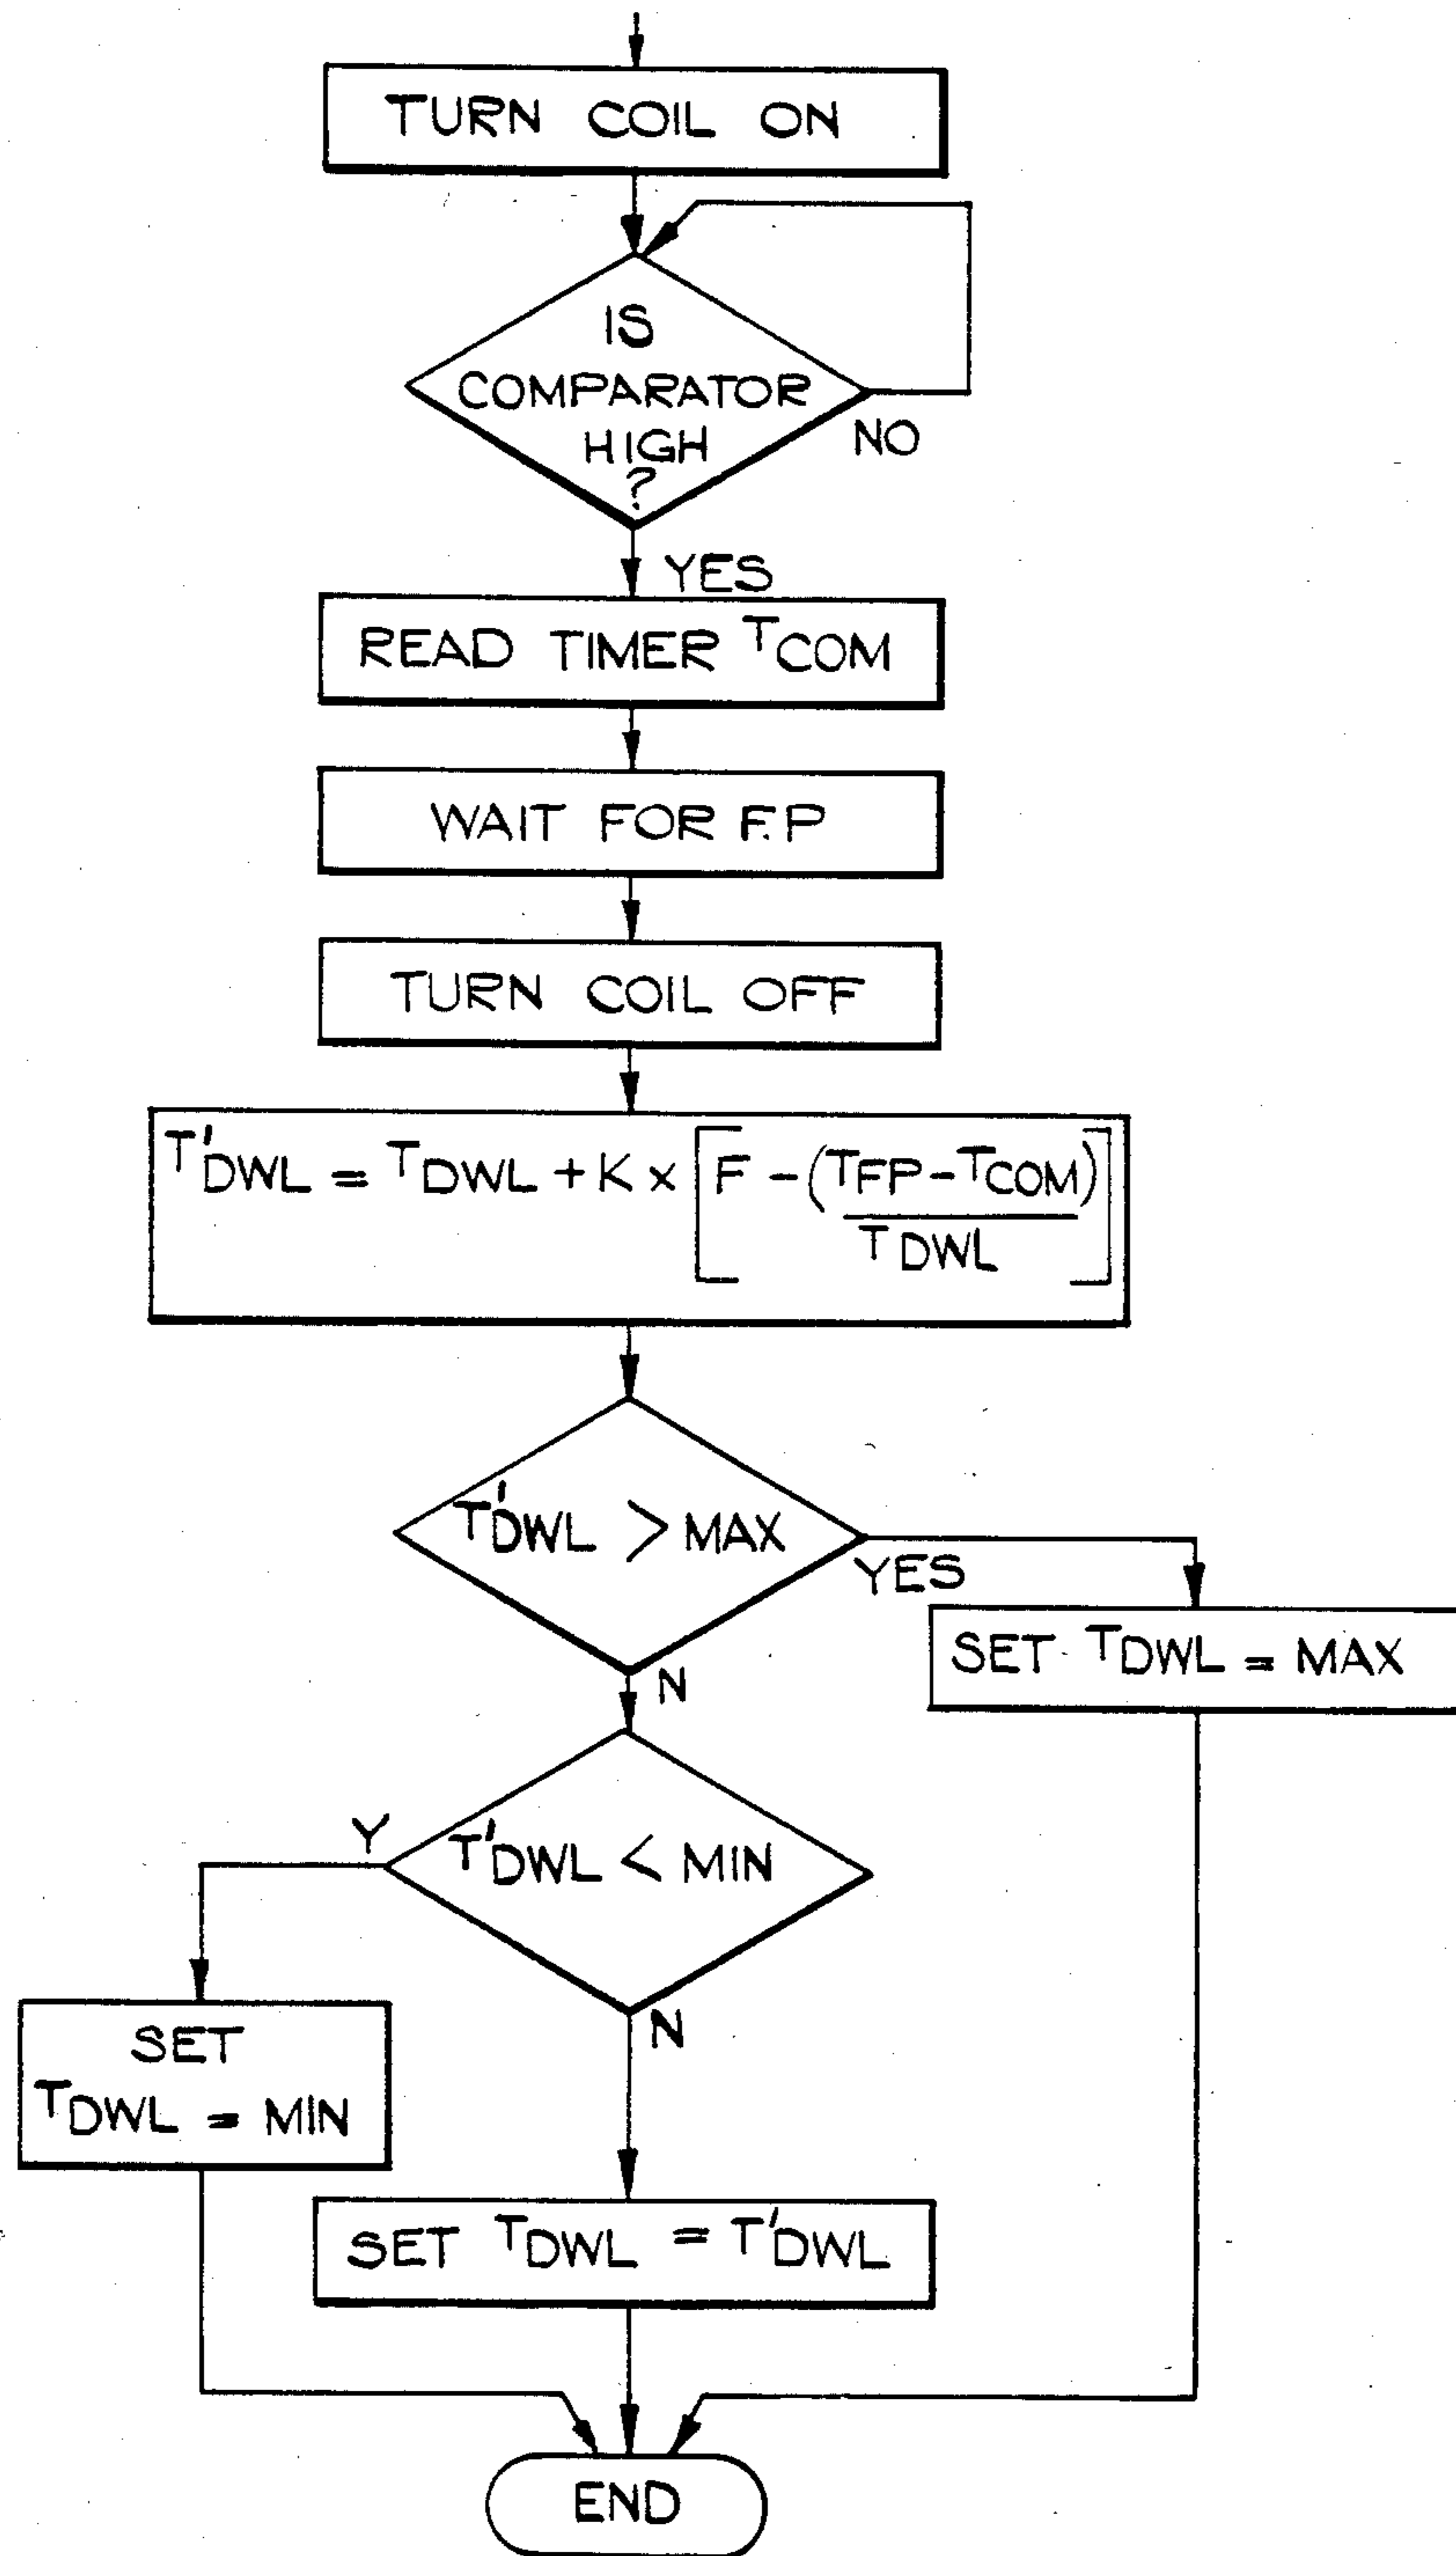 TURN COIL ON
IS
COMPARATOR
HIGH
?
NO
YES
READ TIMER TCOM
WAIT FOR F.P
TURN COIL OFF
T'DWL = TDWL + K x [F - (TFP - TCOM)
TDWL]
T'DWL > MAX
YES
SET TDWL = MAX
N
Y
T'DWL < MIN
N
SET
TDWL = MIN
SET TDWL = T'DWL
END